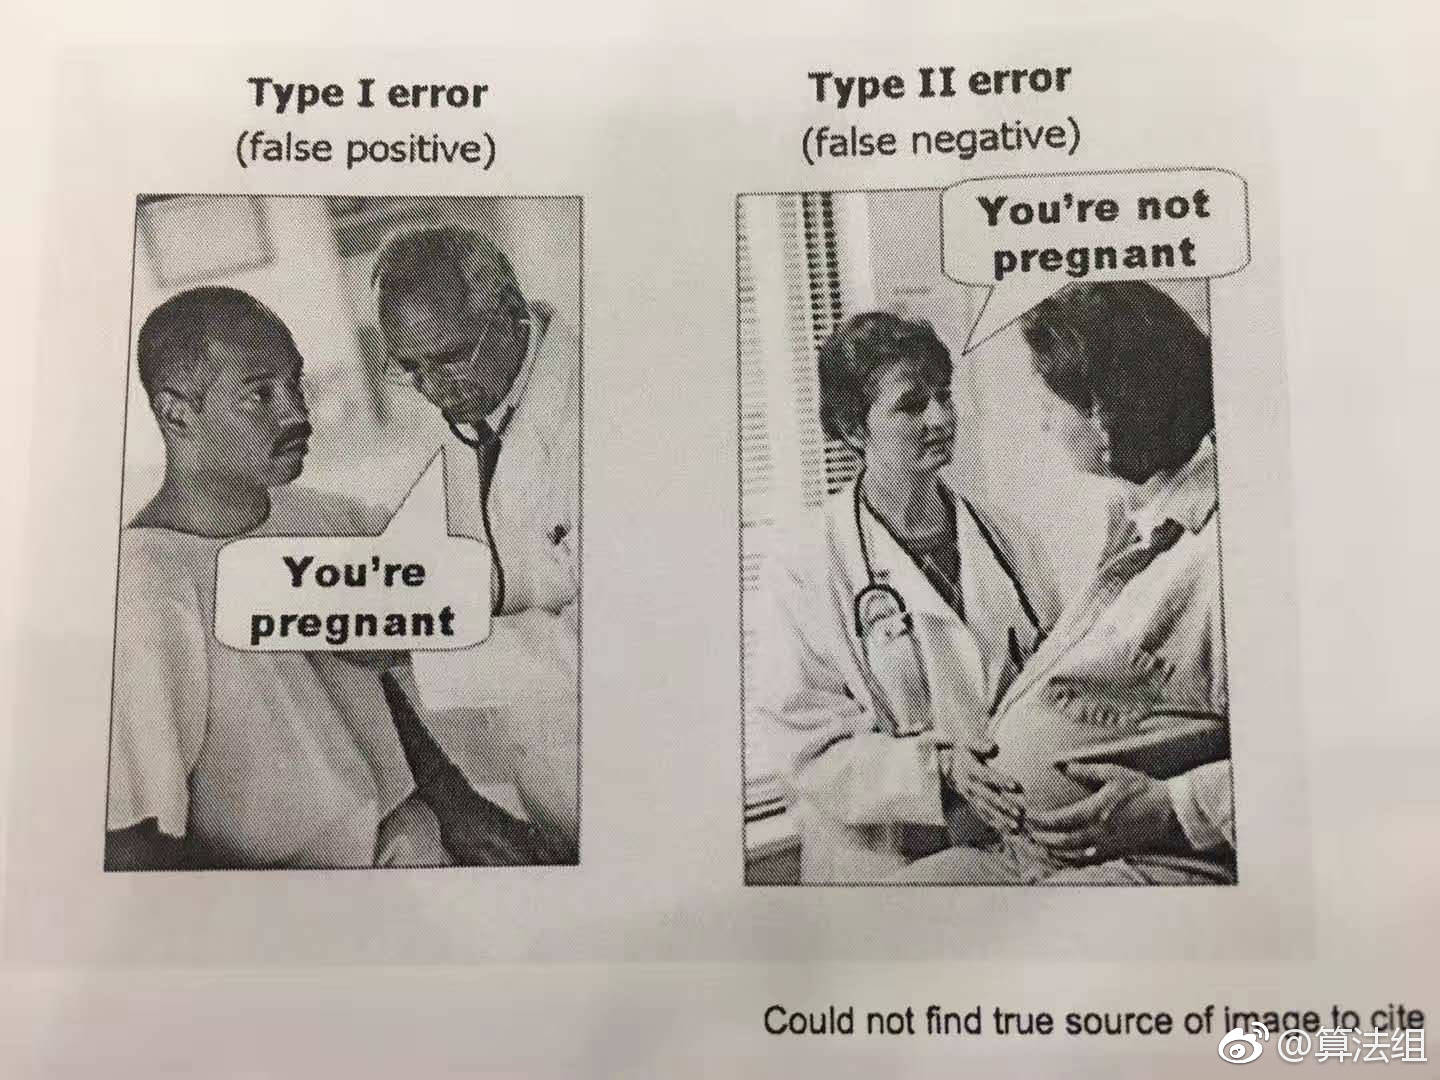 Type I error
(false positive)
You're
pregnant
Type II error
(false negative)
You're not
pregnant
Could not find true source of image to cite
@算法组